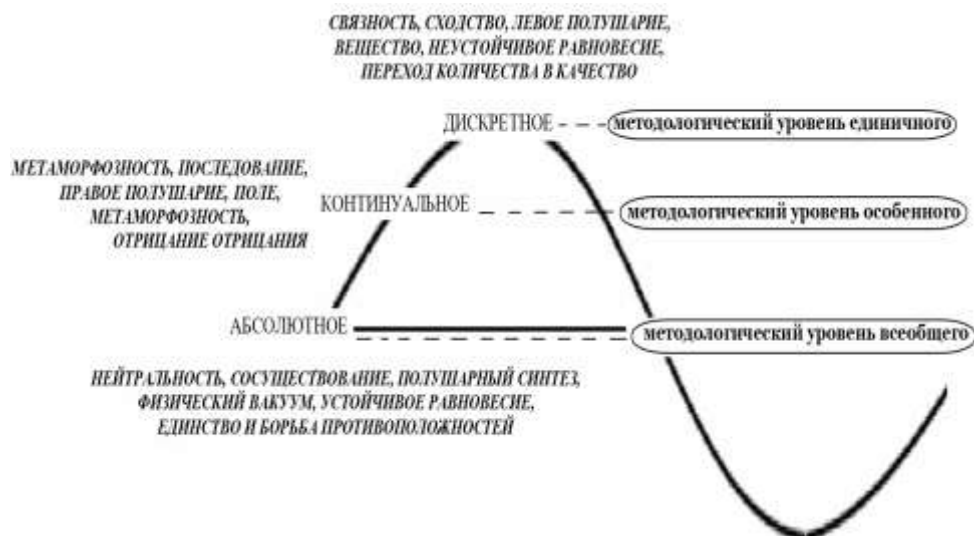 СВЯЗНОСТЬ, СХОДСТВО, ЛЕВОЕ ПОЛУШАРИЕ,
ВЕЩЕСТВО, НЕУСТОЙЧИВОЕ РАВНОВЕСИЕ,
ПЕРЕХОД КОЛИЧЕСТВА В КАЧЕСТВО
ДИСКРЕТНОЕ
методологический уровень единичного
МЕТАМОРФОЗНОСТЬ, ПОСЛЕДОВАНИЕ,
ПРАВОЕ ПОЛУШАРИЕ, ПОЛЕ,
МЕТАМОРФОЗНОСТЬ,
ОТРИЦАНИЕ ОТРИЦАНИЯ
КОНТИНУАЛЬНОЕ
методологический уровень особенного
АБСОЛЮТНОЕ
методологический уровень всеобщего
НЕЙТРАЛЬНОСТЬ, СОСУЩЕСТВОВАНИЕ, ПОЛУШАРНЫЙ СИНТЕЗ,
ФИЗИЧЕСКИЙ ВАКУУМ, УСТОЙЧИВОЕ РАВНОВЕСИЕ,
ЕДИНСТВО И БОРЬБА ПРОТИВОПОЛОЖНОСТЕЙ